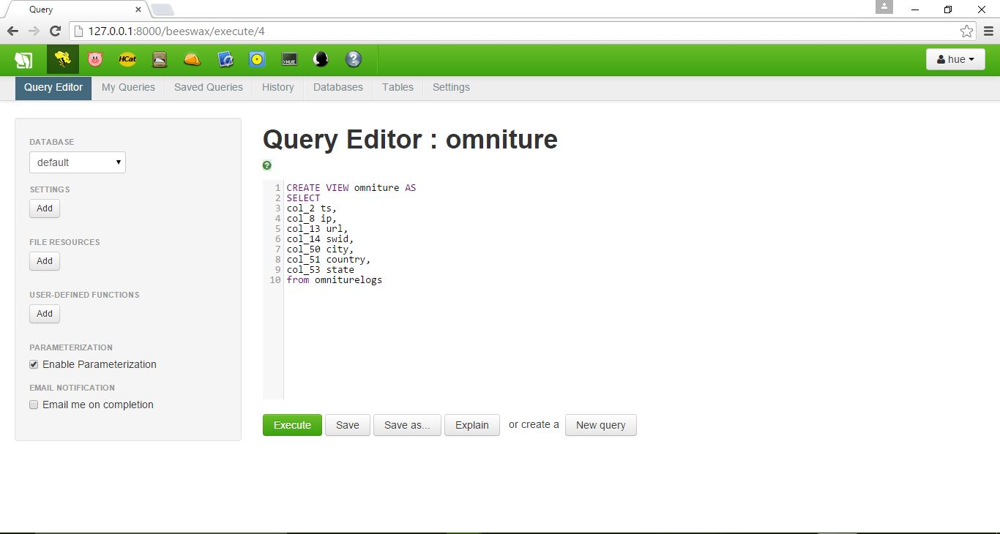 Query
127.0.0.1:8000/beeswax/execute/4
HCat
>HUE
?
hue
Query Editor
My Queries
Saved Queries
History
Databases
Tables
Settings
DATABASE
default
SETTINGS
Add
FILE RESOURCES
Add
USER-DEFINED FUNCTIONS
Add
PARAMETERIZATION
Enable Parameterization
EMAIL NOTIFICATION
Email me on completion
Query Editor : omniture
?
1 CREATE VIEW omniture AS
2 SELECT
3 col_2 ts,
4 col_8 ip,
5 col_13 url,
6 col_14 swid,
7 col_50 city,
8 col_51 country,
9 col_53 state
10 from omniturelogs
Execute
Save
Save as...
Explain
or create a
New query